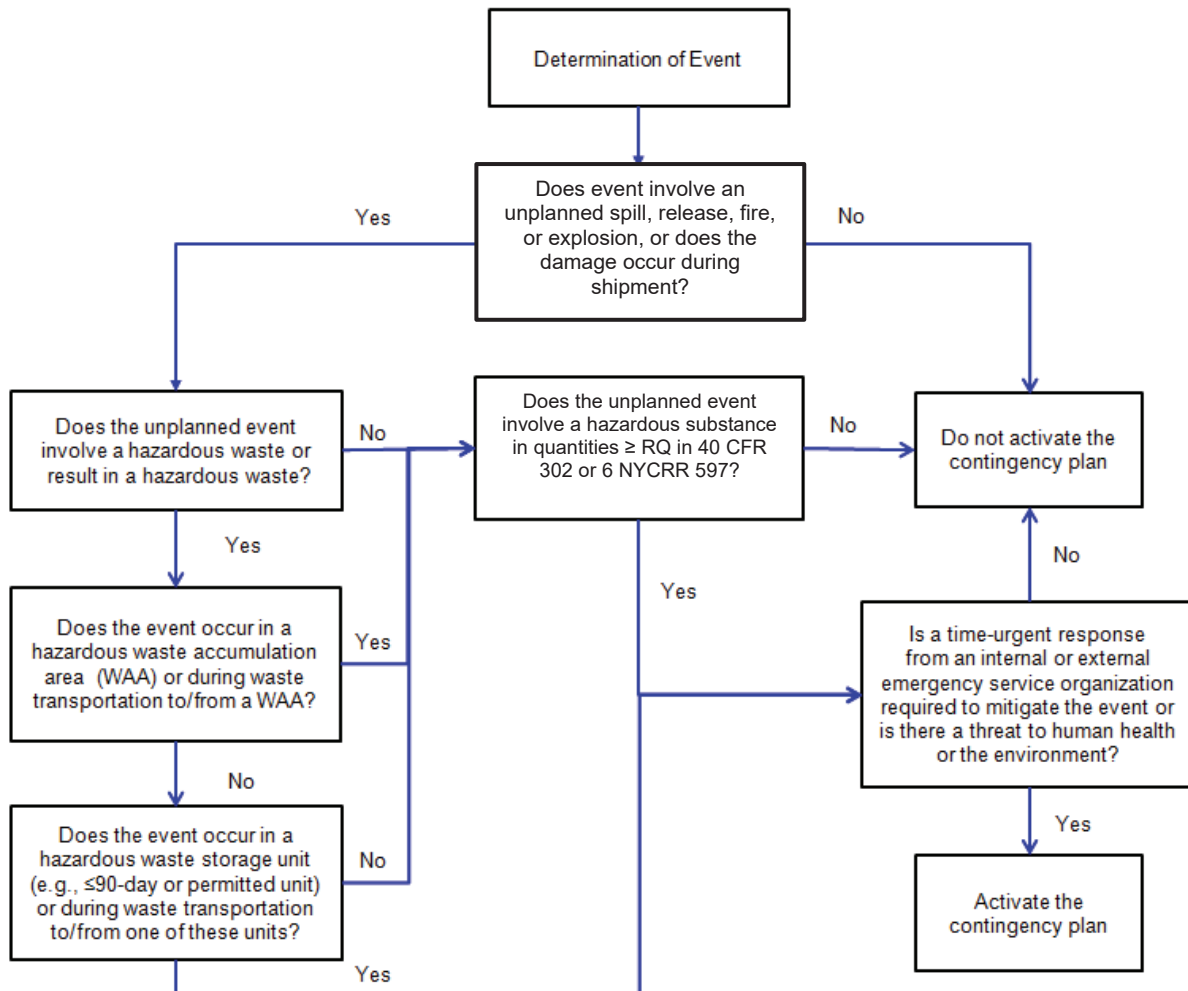 Determination of Event
Does event involve an
unplanned spill, release, fire,
or explosion, or does the
damage occur during
shipment?
Yes
No
Does the unplanned event
involve a hazardous waste or
result in a hazardous waste?
No
Does the unplanned event
involve a hazardous substance
in quantities ≥ RQ in 40 CFR
302 or 6 NYCRR 597?
No
Do not activate the
contingency plan
Yes
Yes
No
Does the event occur in a
hazardous waste accumulation
area (WAA) or during waste
transportation to/from a WAA?
Yes
Is a time-urgent response
from an internal or external
emergency service organization
required to mitigate the event or
is there a threat to human health
or the environment?
No
Yes
Does the event occur in a
hazardous waste storage unit
(e.g., ≤90-day or permitted unit)
or during waste transportation
to/from one of these units?
No
Activate the
contingency plan
Yes